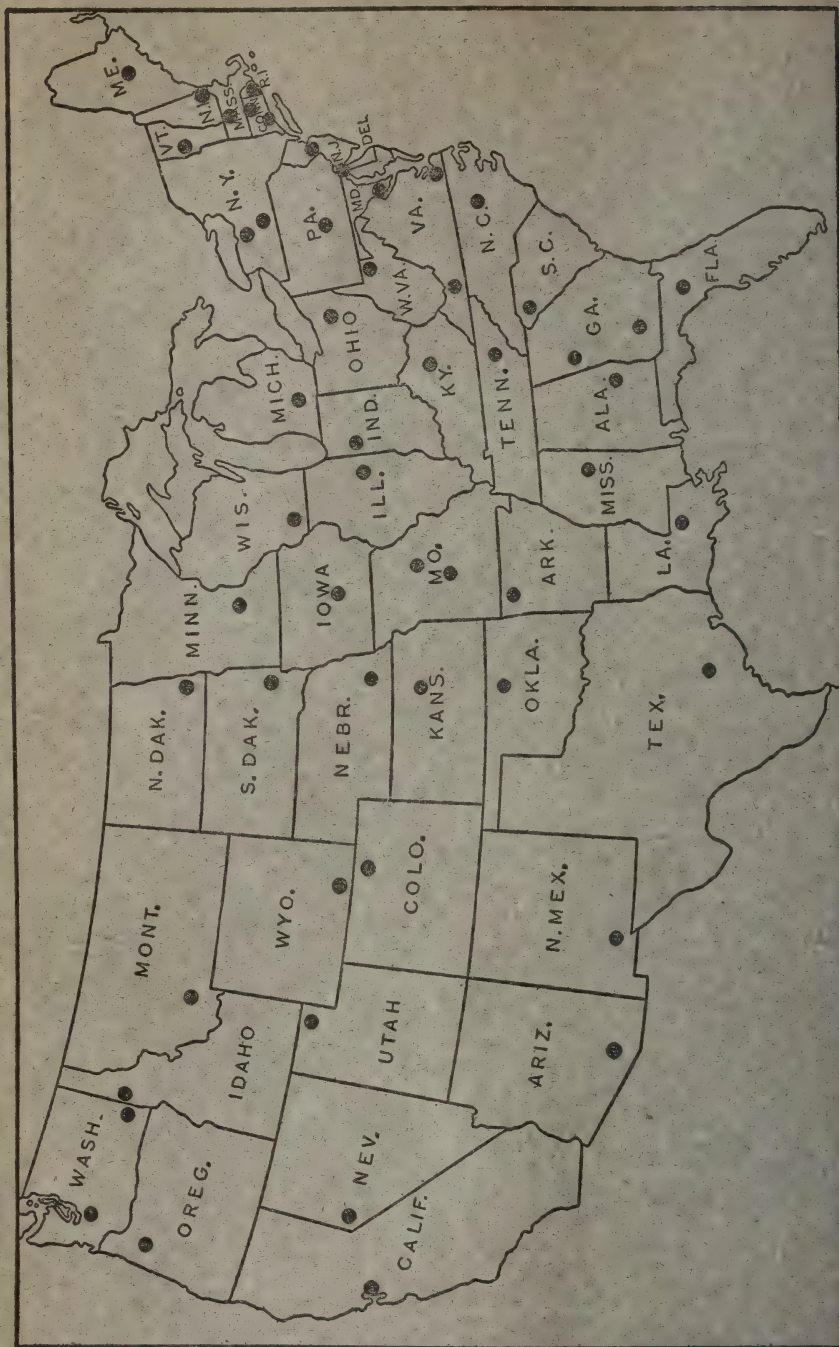 WASH.
OREG.
CALIF.
NEV.
IDAHO
MONT.
WYO.
UTAH
ARIZ.
COLO.
N.MEX.
N.DAK.
S.DAK.
NEBR.
KANS.
OKLA.
TEX.
MINN.
IOWA
MO.
ARK.
LA.
WIS.
ILL.
MICH.
IND.
OHIO
KY.
TENN.
MISS.
ALA.
GA.
FLA.
S.C.
N.C.
VA.
W.VA.
MD.
DEL
PA.
N.J.
N.Y.
VT.
N.H.
MASS.
CONN.
R.I.
ME.